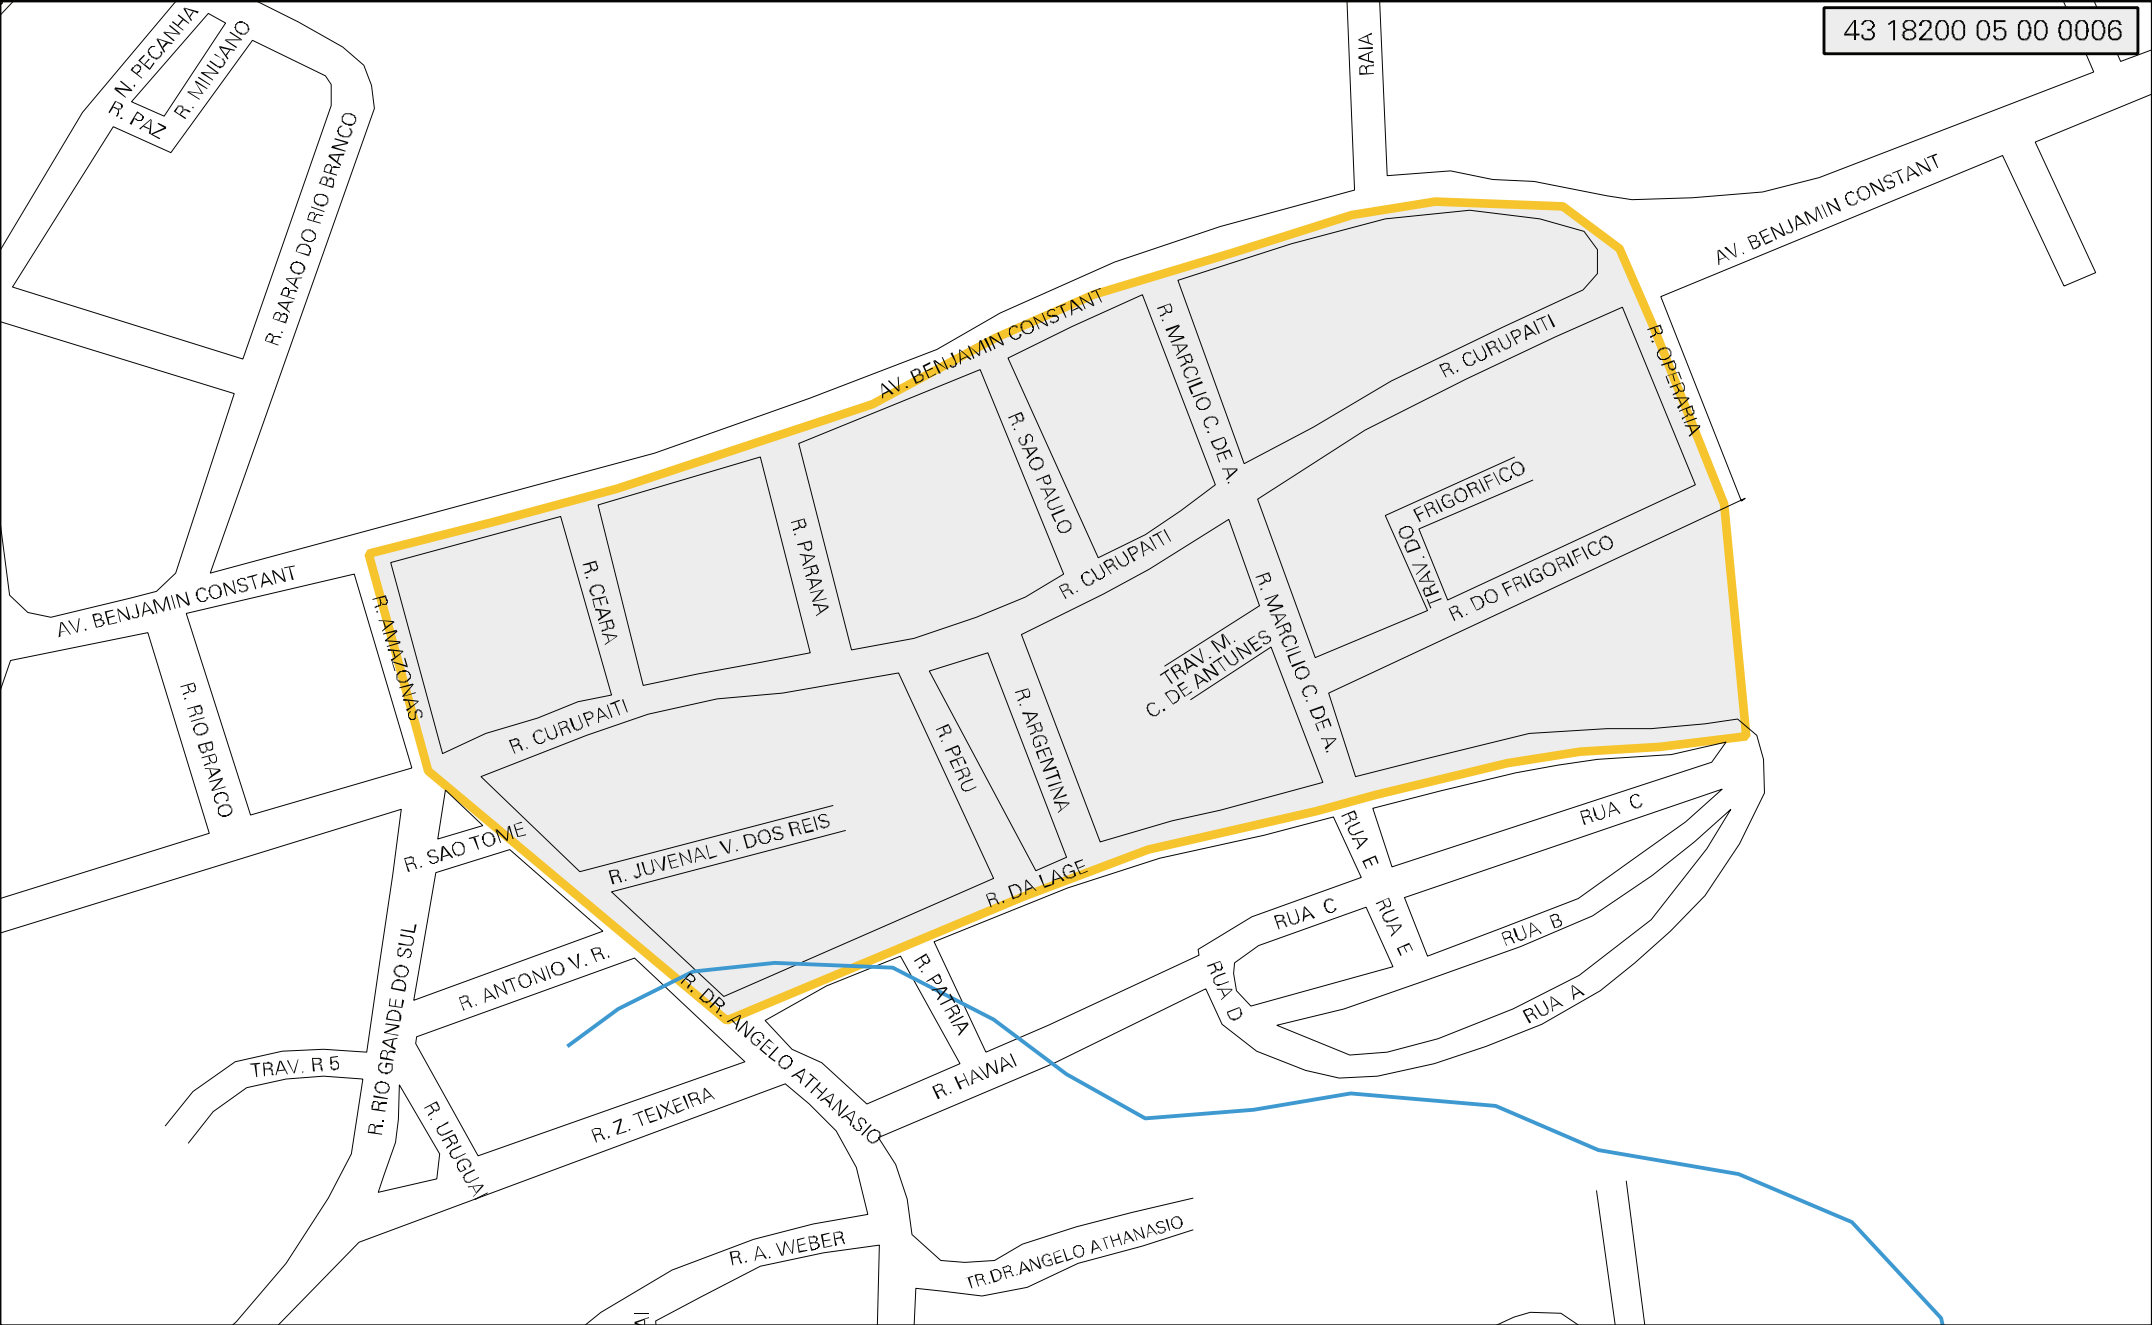 43 18200 05 00 0006
R. N. PECANHA
R. MINUANO
R. PAZ
RAIA
R. BARAO DO RIO BRANCO
AV. BENJAMIN CONSTANT
AV. BENJAMIN CONSTANT
R. MARCILIO C. DE A.
R. CURUPAITI
R. OPERARIA
R. SAO PAULO
FRIGORIFICO
TRAV. DO
R. PARANA
R. CURUPAITI
R. DO FRIGORIFICO
R. CEARA
AV. BENJAMIN CONSTANT
R. AMAZONAS
R. MARCILIO C. DE A.
TRAV. M.
C. DE ANTUNES
R. RIO BRANCO
R. CURUPAITI
R. PERU
R. ARGENTINA
R. SAO TOME
R. JUVENAL V. DOS REIS
RUA C
RUA E
R. DA LAGE
RUA C
RUA E
RUA B
R. RIO GRANDE DO SUL
R. ANTONIO V. R.
R. PATRIA
RUA D
RUA A
R. DR. ANGELO ATHANASIO
TRAV. R 5
R. HAWAI
R. URUGUAI
R. Z. TEIXEIRA
R. A. WEBER
TR.DR.ANGELO ATHANASIO